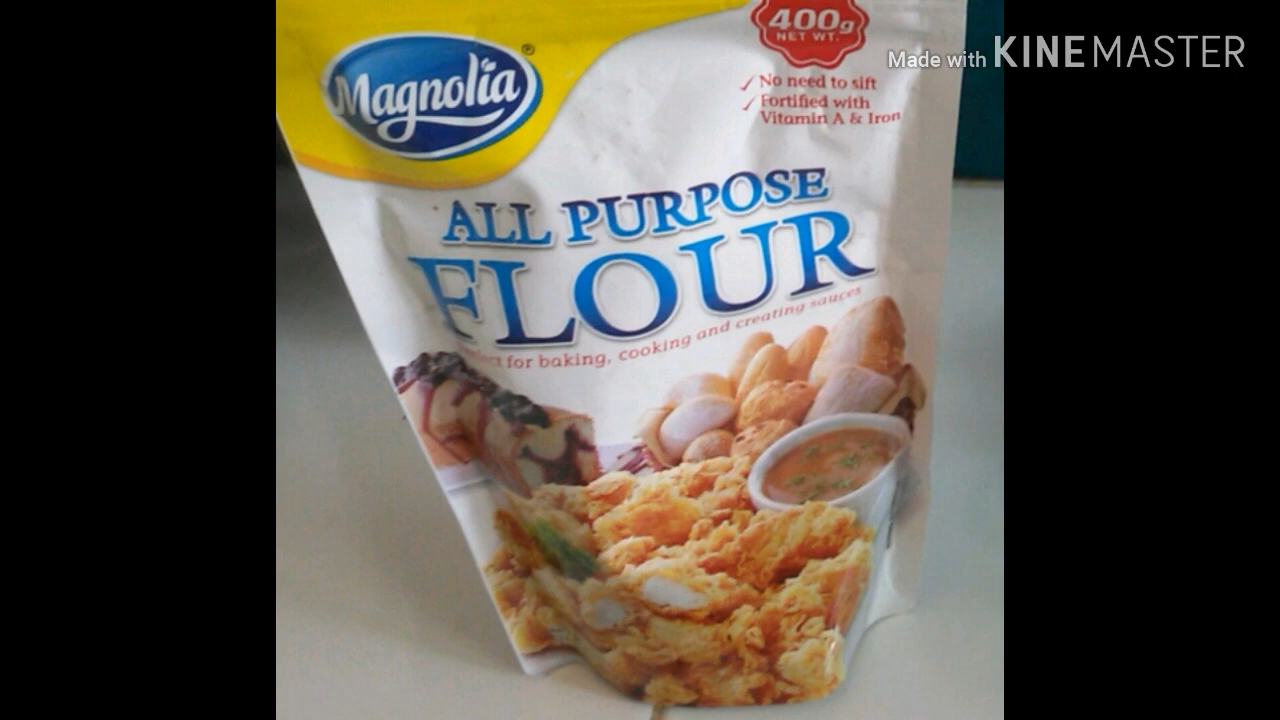 400g
NET WT.
Made with KINEMASTER
Magnolia®
✓ No need to sift
✓ Fortified with
Vitamin A & Iron
ALL PURPOSE
FLOUR
for baking, cooking and creating sauces